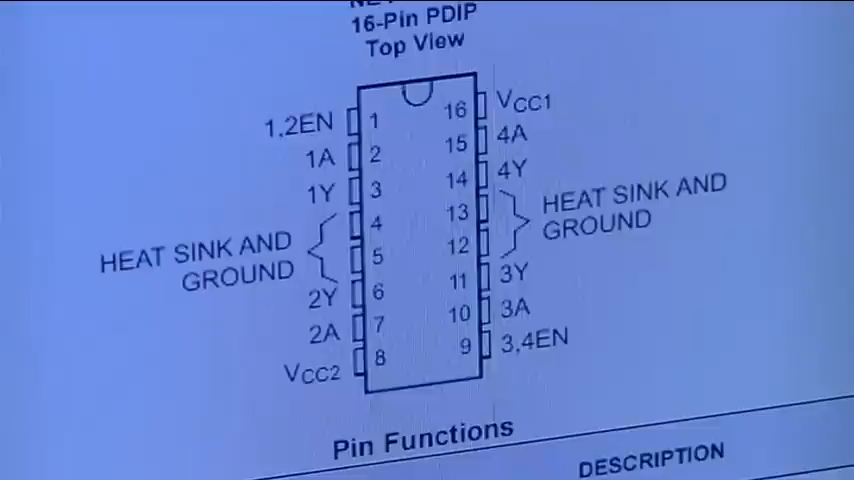 16-Pin PDIP
Top View
1,2EN 1 16 VCC1
1A 2 15 4A
1Y 3 14 4Y
HEAT SINK AND
GROUND
4 13
5 12
HEAT SINK AND
GROUND
2Y 6 11 3Y
2A 7 10 3A
VCC2 8 9 3,4EN
Pin Functions
DESCRIPTION